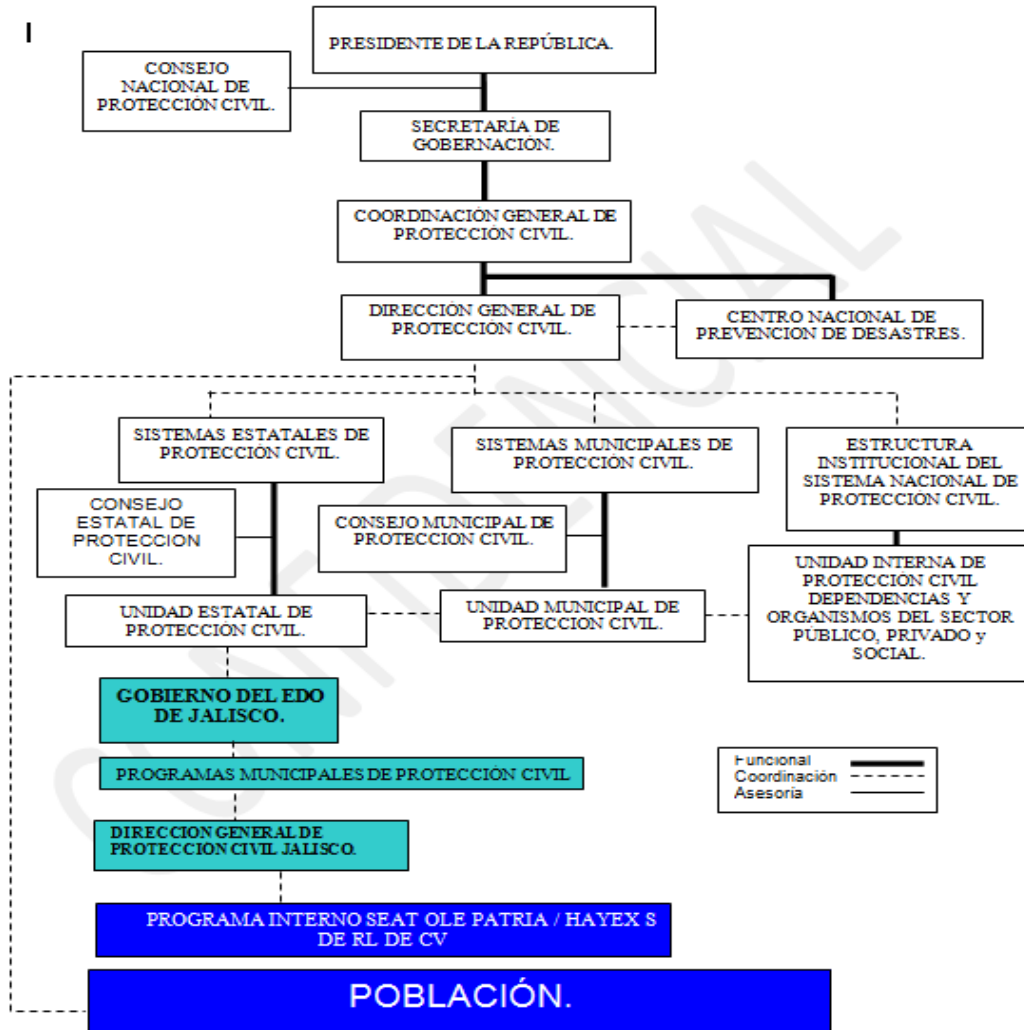 I
PRESIDENTE DE LA REPÚBLICA.
CONSEJO
NACIONAL DE
PROTECCIÓN CIVIL.
SECRETARÍA DE
GOBERNACIÓN.
COORDINACIÓN GENERAL DE
PROTECCIÓN CIVIL.
DIRECCIÓN GENERAL DE
PROTECCIÓN CIVIL.
CENTRO NACIONAL DE
PREVENCION DE DESASTRES.
SISTEMAS ESTATALES DE
PROTECCIÓN CIVIL.
SISTEMAS MUNICIPALES DE
PROTECCIÓN CIVIL.
ESTRUCTURA
INSTITUCIONAL DEL
SISTEMA NACIONAL DE
PROTECCIÓN CIVIL.
CONSEJO
ESTATAL DE
PROTECCION
CIVIL.
CONSEJO MUNICIPAL DE
PROTECCIÓN CIVIL.
UNIDAD INTERNA DE
PROTECCIÓN CIVIL
DEPENDENCIAS Y
ORGANISMOS DEL SECTOR
PÚBLICO, PRIVADO y
SOCIAL.
UNIDAD ESTATAL DE
PROTECCIÓN CIVIL.
UNIDAD MUNICIPAL DE
PROTECCION CIVIL.
GOBIERNO DEL EDO
DE JALISCO.
PROGRAMAS MUNICIPALES DE PROTECCIÓN CIVIL
Funcional
Coordinación
Asesoría
DIRECCION GENERAL DE
PROTECCIÓN CIVIL JALISCO.
PROGRAMA INTERNO SEAT OLE PATRIA / HAYEX S
DE RL DE CV
POBLACIÓN.
CONFIDENCIAL